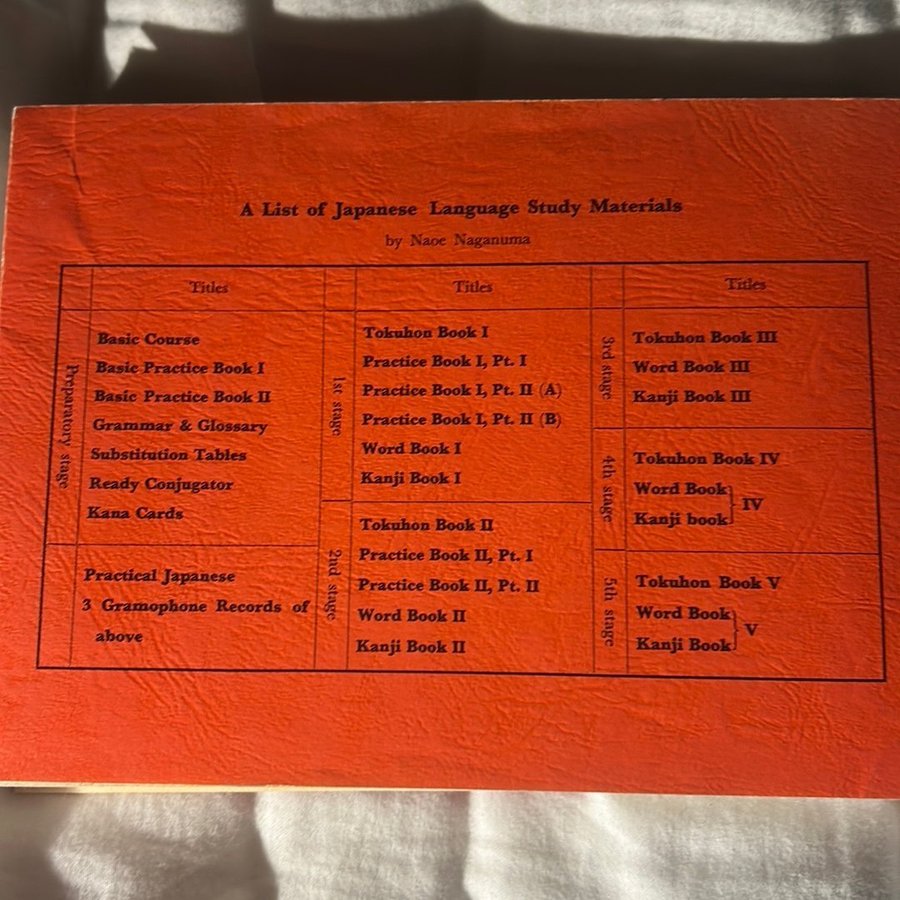 A List of Japanese Language Study Materials
by Naoe Naganuma
Titles
Preparatory stage
Basic Course
Basic Practice Book I
Basic Practice Book II
Grammar & Glossary
Substitution Tables
Ready Conjugator
Kana Cards
Practical Japanese
3 Gramophone Records of
above
Titles
1st stage
Tokuhon Book I
Practice Book I, Pt. I
Practice Book I, Pt. II (A)
Practice Book I, Pt. II (B)
Word Book I
Kanji Book I
2nd stage
Tokuhon Book II
Practice Book II, Pt. I
Practice Book II, Pt. II
Word Book II
Kanji Book II
Titles
3rd stage
Tokuhon Book III
Word Book III
Kanji Book III
4th stage
Tokuhon Book IV
Word Book
Kanji book
IV
5th stage
Tokuhon Book V
Word Book
Kanji Book
V